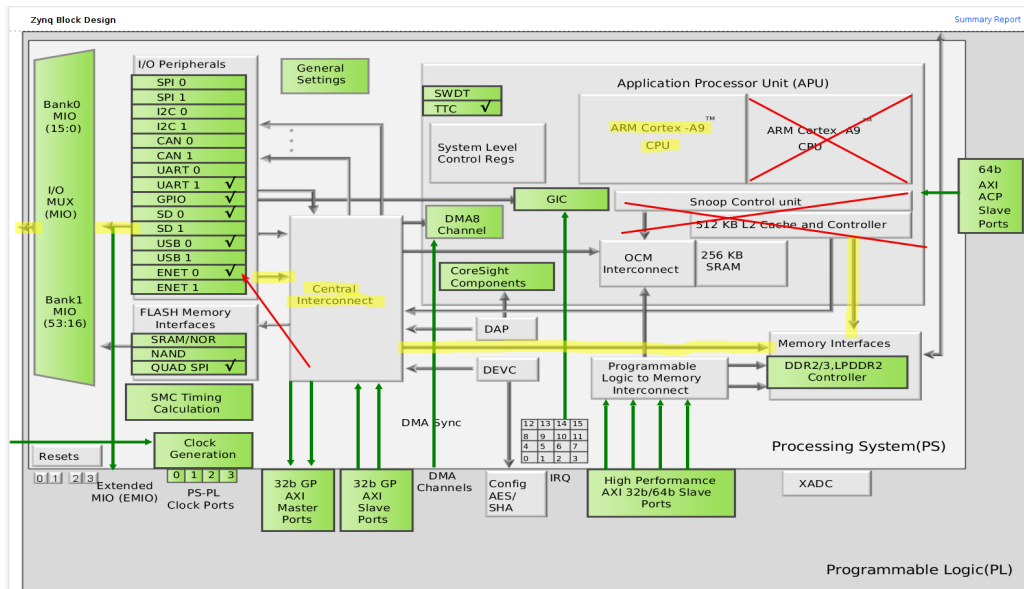 Zynq Block Design
Summary Report
Bank0
MIO
(15:0)
I/O
MUX
(MIO)
Bank1
MIO
(53:16)
I/O Peripherals
SPI 0
SPI 1
I2C 0
I2C 1
CAN 0
CAN 1
UART 0
UART 1 ✓
GPIO ✓
SD 0 ✓
SD 1
USB 0 ✓
USB 1
ENET 0 ✓
ENET 1
FLASH Memory
Interfaces
SRAM/NOR
NAND
QUAD SPI ✓
SMC Timing
Calculation
Clock
Generation
0 1 2 3
PS-PL
Clock Ports
Resets
0 1 2 3
Extended
MIO (EMIO)
General
Settings
Central
Interconnect
32b GP
AXI
Master
Ports
32b GP
AXI
Slave
Ports
Application Processor Unit (APU)
SWDT
TTC ✓
System Level
Control Regs
ARM Cortex -A9 ™
CPU
ARM Cortex -A9 ™
CPU
GIC
Snoop Control unit
512 KB L2 Cache and Controller
DMA8
Channel
CoreSight
Components
OCM
Interconnect
256 KB
SRAM
DAP
DEVC
Programmable
Logic to Memory
Interconnect
Memory Interfaces
DDR2/3,LPDDR2
Controller
64b
AXI
ACP
Slave
Ports
DMA Sync
12 13 14 15
8 9 10 11
4 5 6 7
0 1 2 3
Processing System(PS)
DMA
Channels
Config
AES/
SHA
IRQ
High Performamce
AXI 32b/64b Slave
Ports
XADC
Programmable Logic(PL)